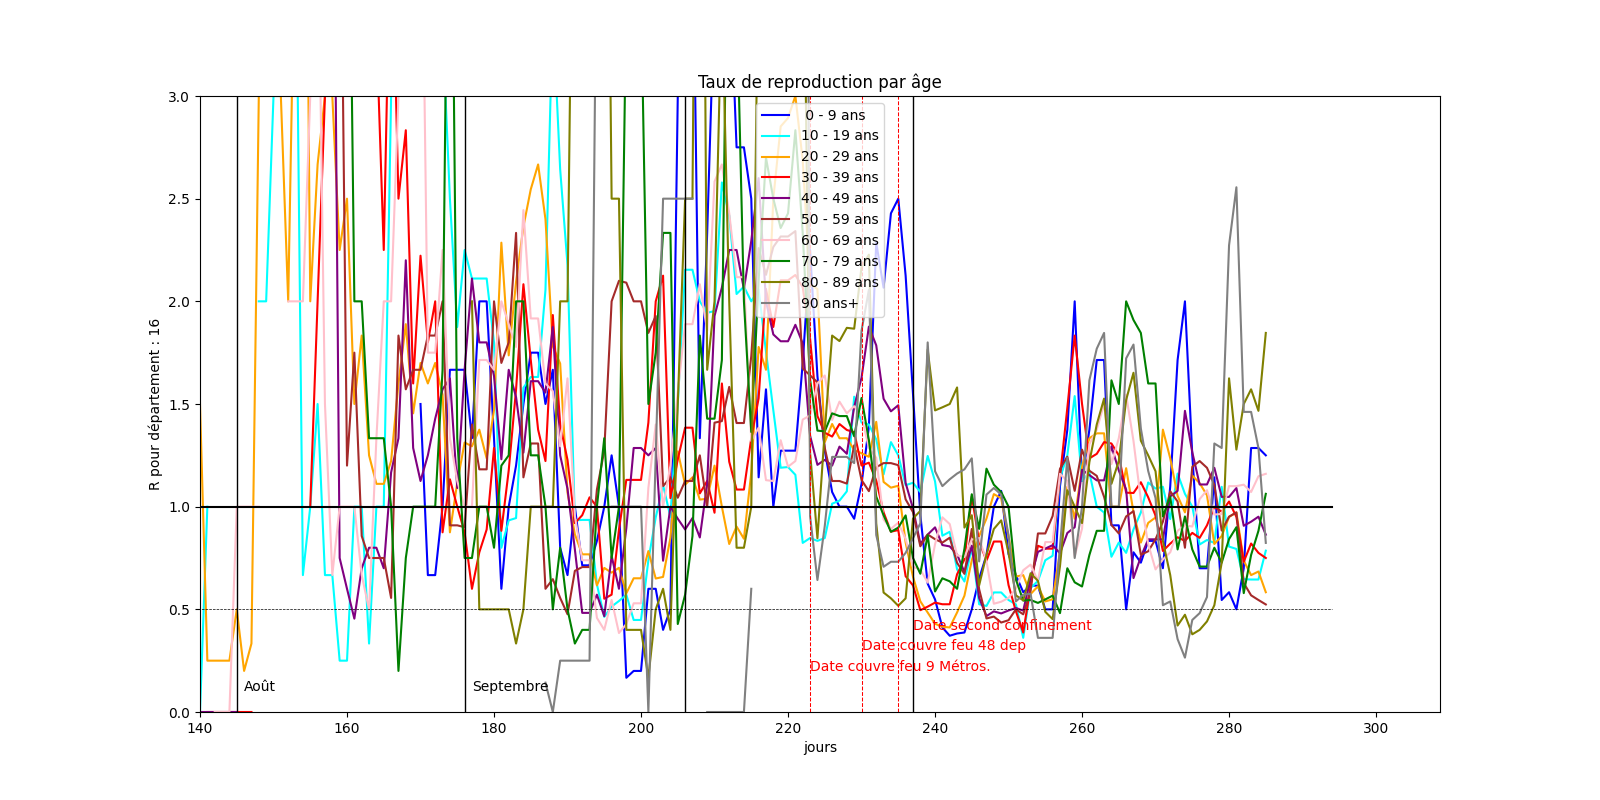 Taux de reproduction par âge
R pour département : 16
3.0
2.5
2.0
1.5
1.0
0.5
0.0
0 - 9 ans
10 - 19 ans
20 - 29 ans
30 - 39 ans
40 - 49 ans
50 - 59 ans
60 - 69 ans
70 - 79 ans
80 - 89 ans
90 ans+
Date second confinement
Date couvre feu 48 dep
Date couvre feu 9 Métros.
Août
Septembre
140
160
180
200
220
240
260
280
300
jours